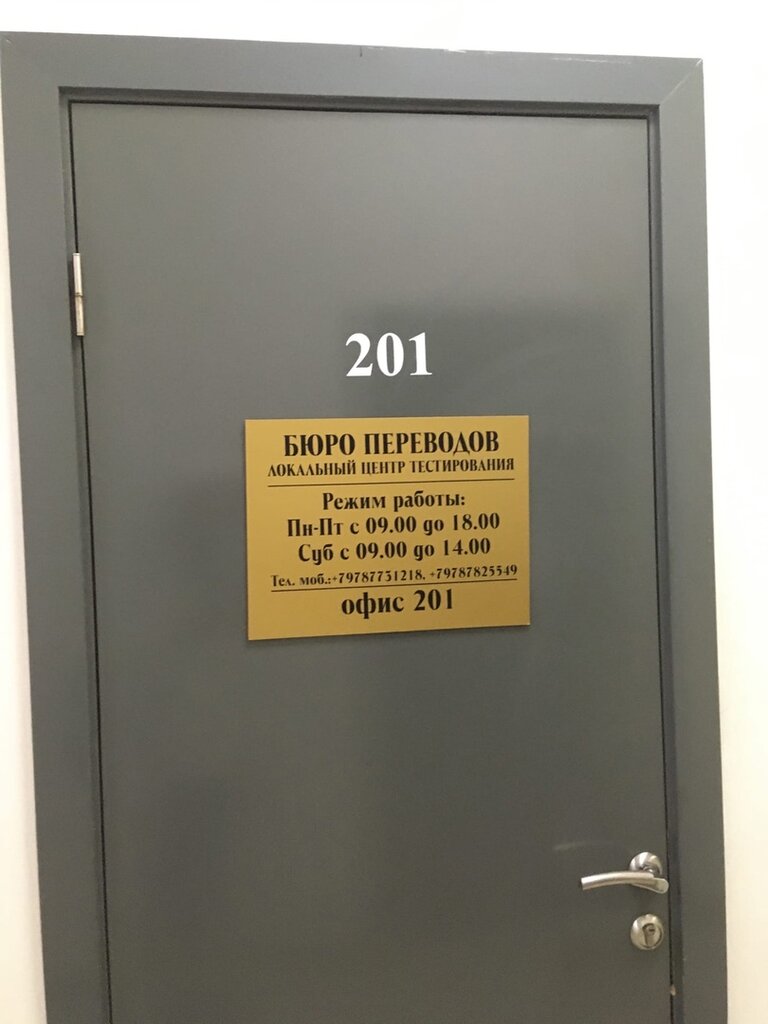 201
БЮРО ПЕРЕВОДОВ
ЛОКАЛЬНЫЙ ЦЕНТР ТЕСТИРОВАНИЯ
Режим работы:
Пн-Пт с 09.00 до 18.00
Суб с 09.00 до 14.00
Тел. моб.:+79787731218, +79787825549
офис 201